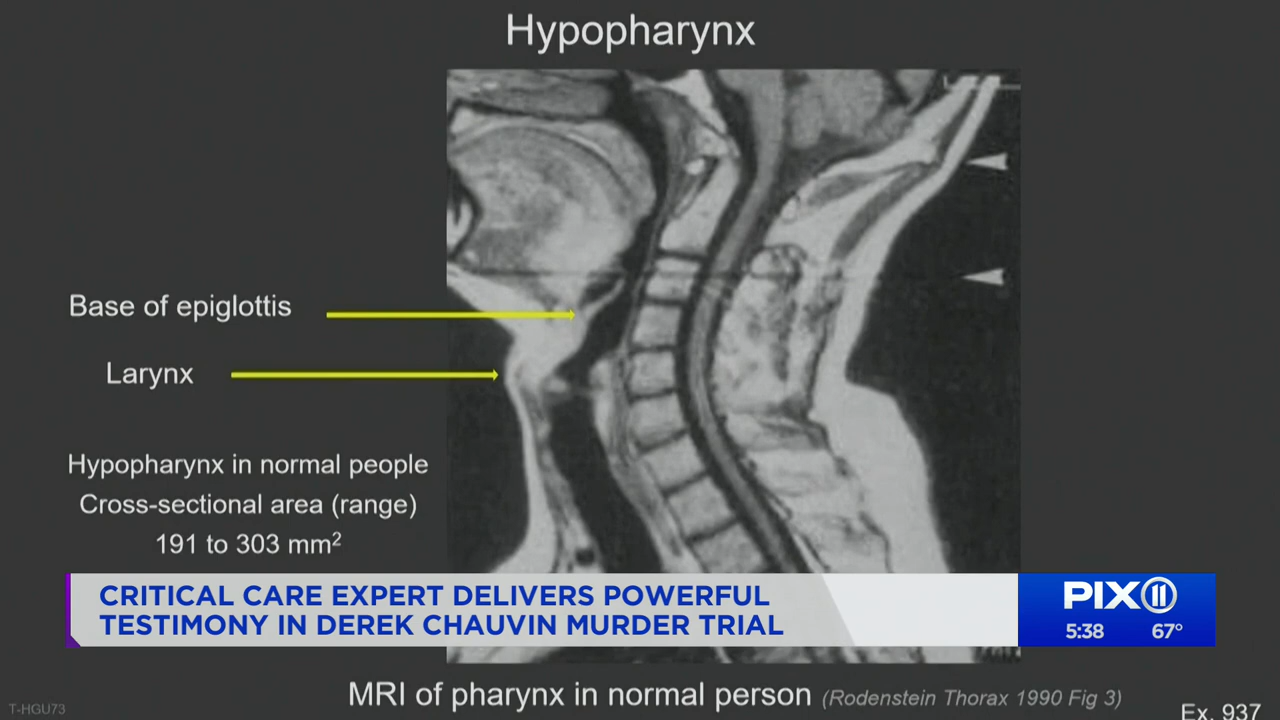 Hypopharynx
Base of epiglottis
Larynx
Hypopharynx in normal people
Cross-sectional area (range)
191 to 303 mm²
CRITICAL CARE EXPERT DELIVERS POWERFUL
TESTIMONY IN DEREK CHAUVIN MURDER TRIAL
PIX11
5:38 67°
MRI of pharynx in normal person (Rodenstein Thorax 1990 Fig 3)
T-HGU73
Ex. 937